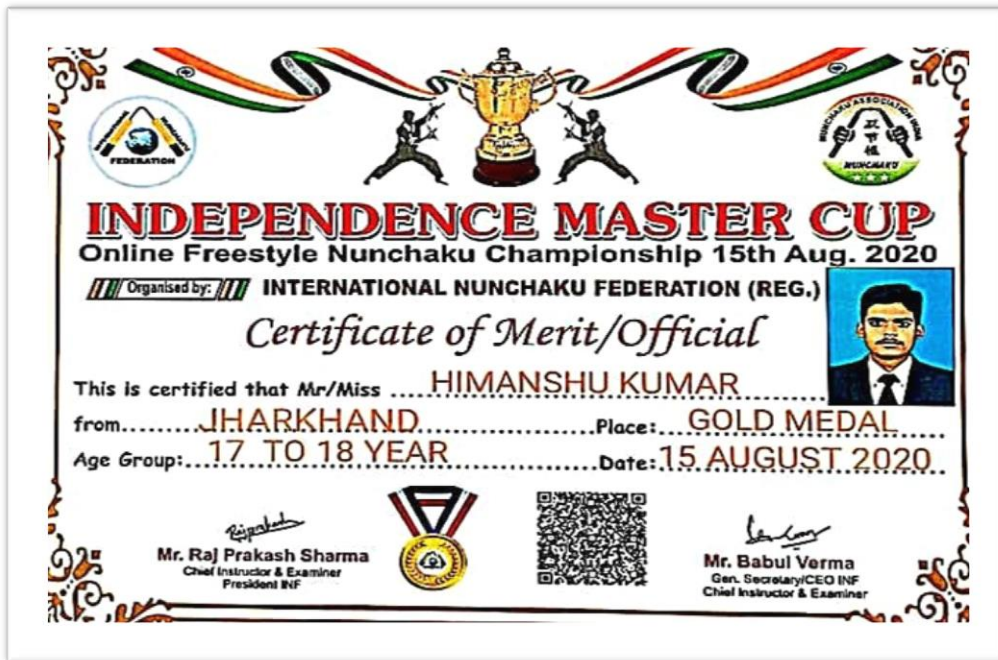 FEDERATION
NUNCHAKU ASSOCIATION INDIA
双
节
棍
NUNCHAKU
INDEPENDENCE MASTER CUP
Online Freestyle Nunchaku Championship 15th Aug. 2020
Organised by: INTERNATIONAL NUNCHAKU FEDERATION (REG.)
Certificate of Merit/Official
This is certified that Mr/Miss ....HIMANSHU KUMAR
from.........JHARKHAND.....................Place:...GOLD MEDAL......
Age Group:...17 TO 18 YEAR.....................Date:15 AUGUST 2020..
Mr. Raj Prakash Sharma
Chief Instructor & Examiner
President INF
Mr. Babul Verma
Gen. Secretary/CEO INF
Chief Instructor & Examiner